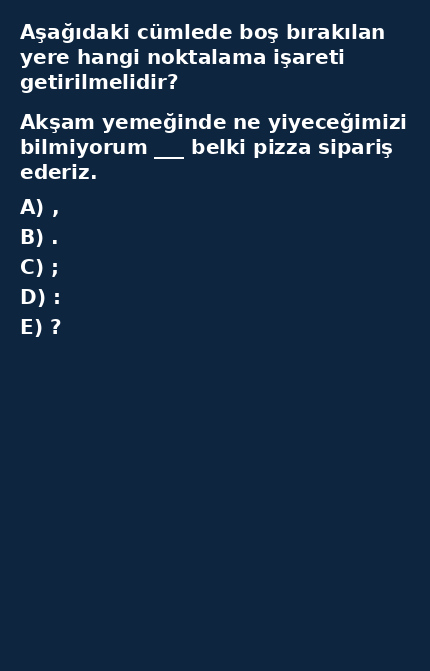 Aşağıdaki cümlede boş bırakılan
yere hangi noktalama işareti
getirilmelidir?
Akşam yemeğinde ne yiyeceğimizi
bilmiyorum ___ belki pizza sipariş
ederiz.
A) ,
B) .
C) ;
D) :
E) ?